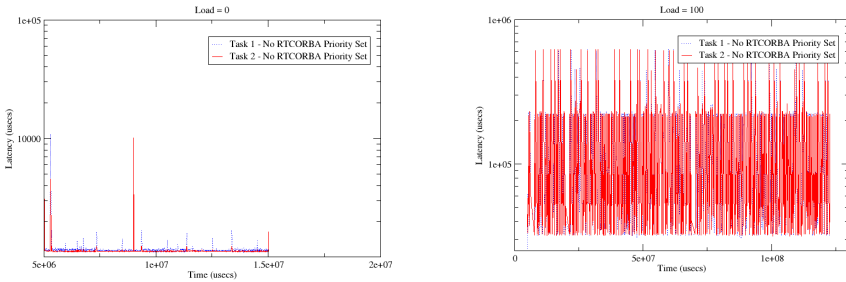 Load = 0
1e+05
Task 1 - No RTCORBA Priority Set
Task 2 - No RTCORBA Priority Set
10000
Latency (usecs)
5e+06
1e+07
1.5e+07
2e+07
Time (usecs)
Load = 100
1e+06
Task 1 - No RTCORBA Priority Set
Task 2 - No RTCORBA Priority Set
1e+05
Latency (usecs)
0
5e+07
1e+08
Time (usecs)